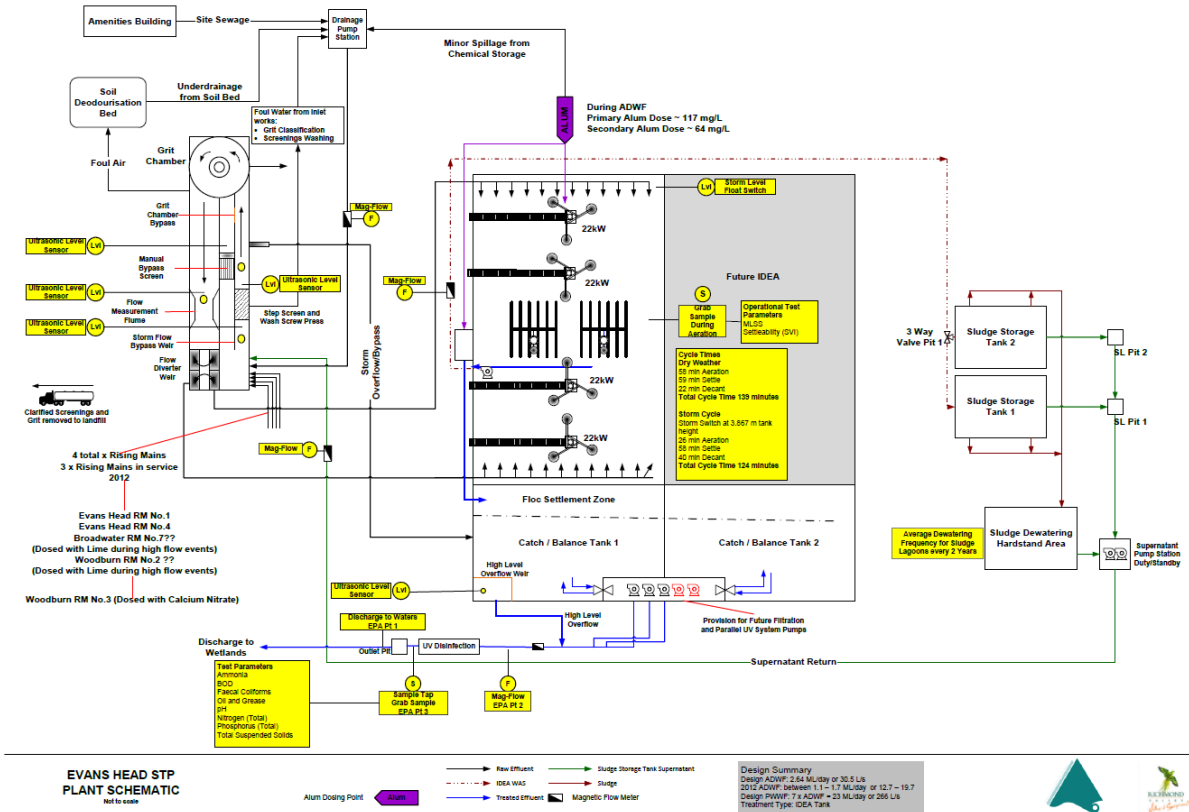 Amenities Building
Site Sewage
Drainage
Pump
Station
Minor Spillage from
Chemical Storage
Soil
Deodourisation
Bed
Underdrainage
from Soil Bed
Foul Water from Inlet
works:
• Grit Classification
• Screenings Washing
ALUM
During ADWF
Primary Alum Dose ~ 117 mg/L
Secondary Alum Dose ~ 64 mg/L
Foul Air
Grit
Chamber
Grit
Chamber
Bypass
Mag-Flow
F
Lvl
Storm Level
Float Switch
22kW
Ultrasonic Level
Sensor
Lvl
Manual
Bypass
Screen
Lvl
Ultrasonic Level
Sensor
Mag-Flow
F
22kW
Future IDEA
Ultrasonic Level
Sensor
Lvl
Flow
Measurement
Flume
Step Screen and
Wash Screw Press
S
Grab
Sample
During
Aeration
Operational Test
Parameters
MLSS
Settleability (SVI)
Ultrasonic Level
Sensor
Lvl
Storm Flow
Bypass Weir
Flow
Diverter
Weir
Storm
Overflow/Bypass
22kW
22kW
Cycle Times
Dry Weather
58 min Aeration
59 min Settle
22 min Decant
Total Cycle Time 139 minutes
Storm Cycle
Storm Switch at 3.867 m tank
height
26 min Aeration
58 min Settle
40 min Decant
Total Cycle Time 124 minutes
3 Way
Valve Pit 1
Sludge Storage
Tank 2
SL Pit 2
Sludge Storage
Tank 1
SL Pit 1
Clarified Screenings and
Grit removed to landfill
Mag-Flow
F
4 total x Rising Mains
3 x Rising Mains in service
2012
Evans Head RM No.1
Evans Head RM No.4
Broadwater RM No.7??
(Dosed with Lime during high flow events)
Woodburn RM No.2 ??
(Dosed with Lime during high flow events)
Woodburn RM No.3 (Dosed with Calcium Nitrate)
Floc Settlement Zone
Catch / Balance Tank 1
Catch / Balance Tank 2
Average Dewatering
Frequency for Sludge
Lagoons every 2 Years
Sludge Dewatering
Hardstand Area
Supernatant
Pump Station
Duty/Standby
High Level
Overflow Weir
Ultrasonic Level
Sensor
Lvl
High Level
Overflow
Provision for Future Filtration
and Parallel UV System Pumps
Discharge to Waters
EPA Pt 1
Discharge to
Wetlands
Outlet Pit
UV Disinfection
Supernatant Return
Test Parameters
Ammonia
BOD
Faecal Coliforms
Oil and Grease
pH
Nitrogen (Total)
Phosphorus (Total)
Total Suspended Solids
S
Sample Tap
Grab Sample
EPA Pt 3
F
Mag-Flow
EPA Pt 2
EVANS HEAD STP
PLANT SCHEMATIC
Not to scale
Alum Dosing Point
Alum
Raw Effluent
IDEA WAS
Treated Effluent
Sludge Storage Tank Supernatant
Sludge
Magnetic Flow Meter
Design Summary
Design ADWF: 2.64 ML/day or 30.5 L/s
2012 ADWF: between 1.1 – 1.7 ML/day or 12.7 – 19.7
Design PWWF: 7 x ADWF = 23 ML/day or 266 L/s
Treatment Type: IDEA Tank
RICHMOND